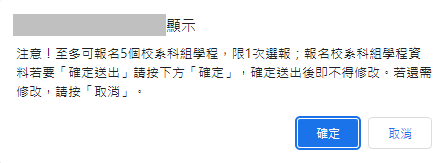 顯示
注意！至多可報名5個校系科組學程，限1次選報；報名校系科組學程資
料若要「確定送出」請按下方「確定」，確定送出後即不得修改。若還需
修改，請按「取消」。
確定
取消